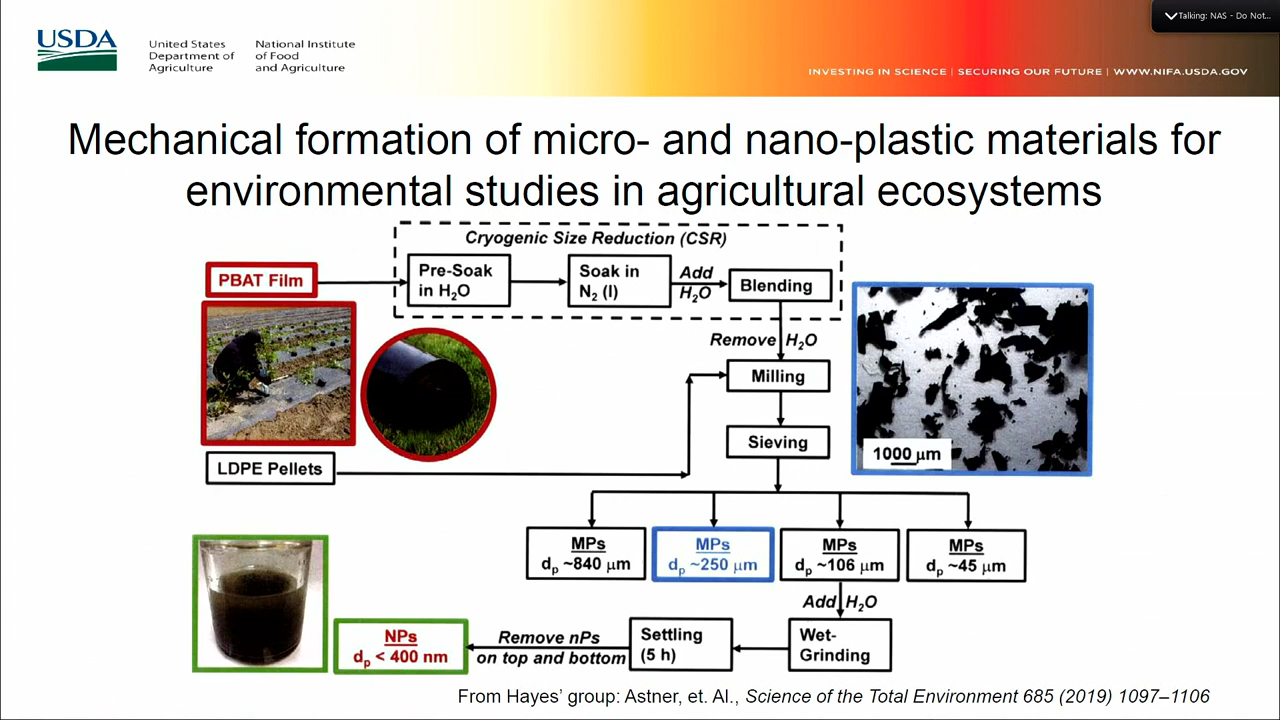 Talking: NAS - Do Not...
USDA
United States
Department of
Agriculture
National Institute
of Food
and Agriculture
INVESTING IN SCIENCE | SECURING OUR FUTURE | WWW.NIFA.USDA.GOV
Mechanical formation of micro- and nano-plastic materials for
environmental studies in agricultural ecosystems
Cryogenic Size Reduction (CSR)
PBAT Film
Pre-Soak
in H₂O
Soak in
N₂ (l)
Add
H₂O
Blending
Remove H₂O
Milling
Sieving
1000 μm
LDPE Pellets
MPs
dₚ ~840 μm
MPs
dₚ ~250 μm
MPs
dₚ ~106 μm
MPs
dₚ ~45 μm
Add H₂O
Wet-
Grinding
Settling
(5 h)
Remove nPs
on top and bottom
NPs
dₚ < 400 nm
From Hayes’ group: Astner, et. Al., Science of the Total Environment 685 (2019) 1097–1106